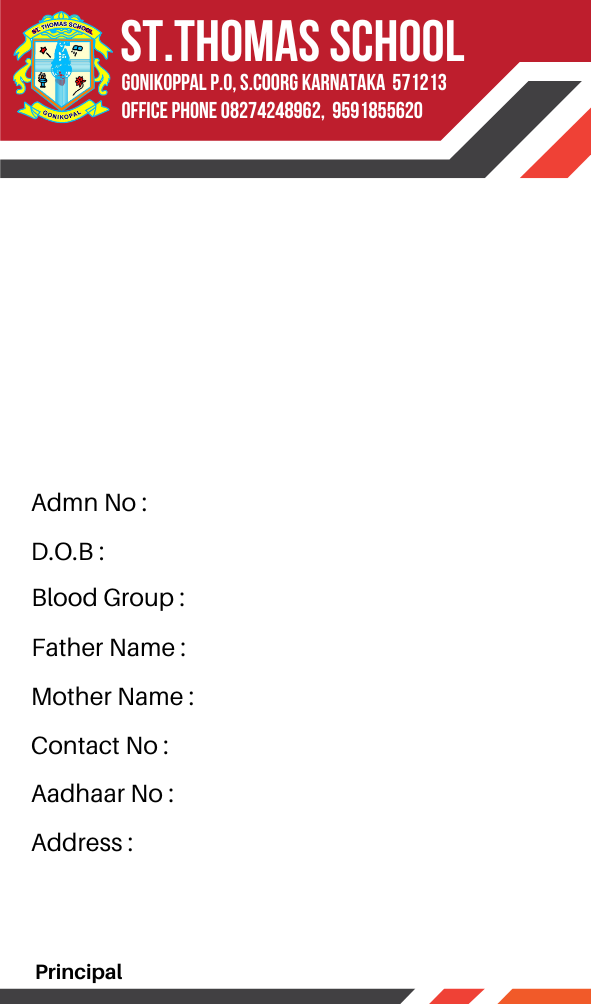 ST. THOMAS SCHOOL
GONIKOPAL
ST.THOMAS SCHOOL
GONIKOPPAL P.O, S.COORG KARNATAKA 571213
OFFICE PHONE 08274248962, 9591855620
Admn No :
D.O.B :
Blood Group :
Father Name :
Mother Name :
Contact No :
Aadhaar No :
Address :
Principal